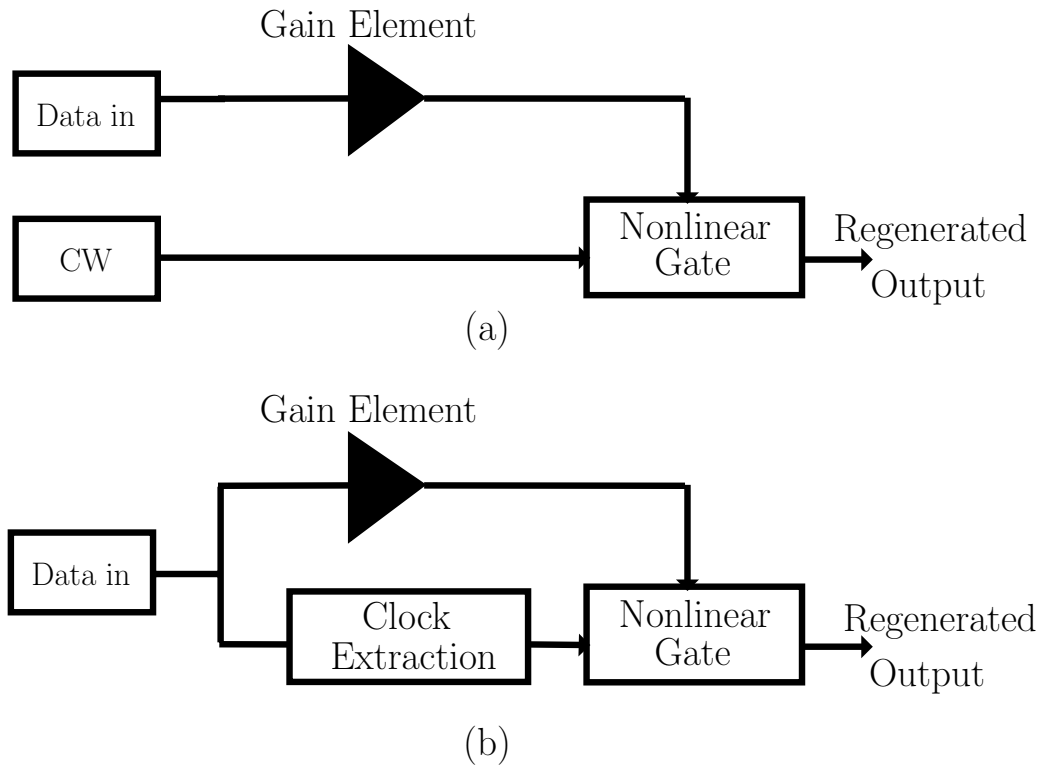 Gain Element
Data in
CW
Nonlinear
Gate
Regenerated
Output
(a)
Gain Element
Data in
Clock
Extraction
Nonlinear
Gate
Regenerated
Output
(b)